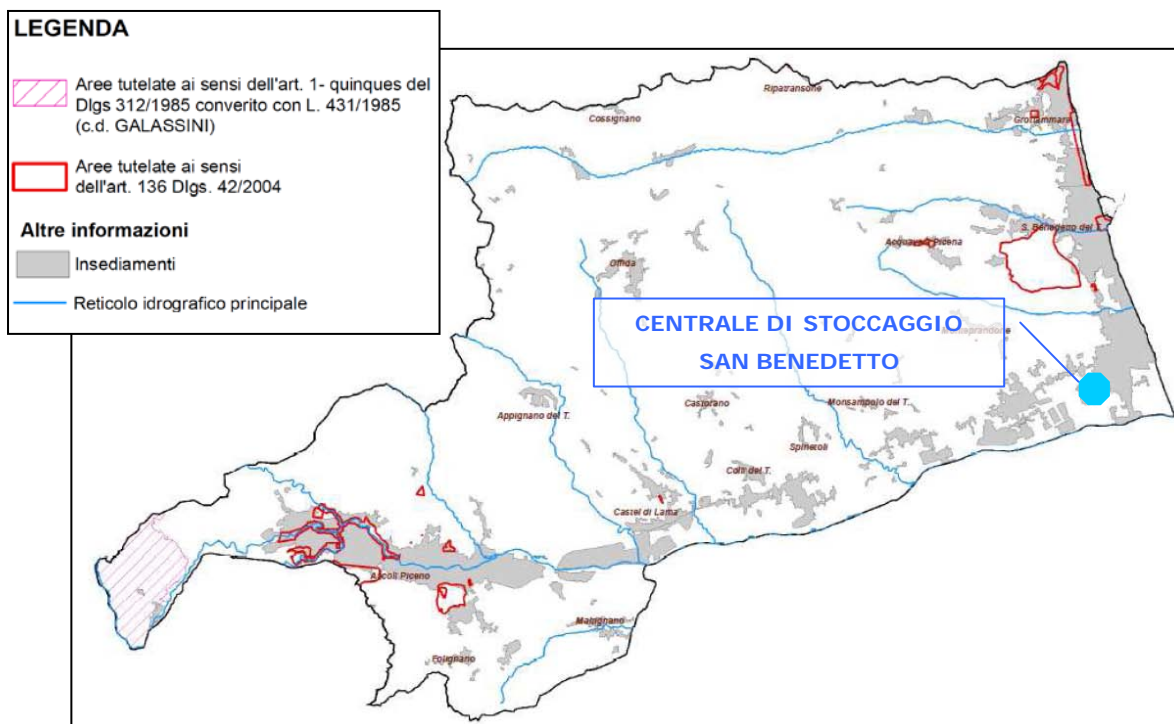 LEGENDA
Aree tutelate ai sensi dell'art. 1- quinques del
Dlgs 312/1985 converito con L. 431/1985
(c.d. GALASSINI)
Aree tutelate ai sensi
dell'art. 136 Dlgs. 42/2004
Altre informazioni
Insediamenti
Reticolo idrografico principale
Ripatransone
Cossignano
Grottammare
S. Benedetto del T.
Acquaviva Picena
Offida
CENTRALE DI STOCCAGGIO
SAN BENEDETTO
Monteprandone
Appignano del T.
Castorano
Monsampolo del T.
Spinetoli
Colli del T.
Castel di Lama
Ascoli Piceno
Maltignano
Folignano